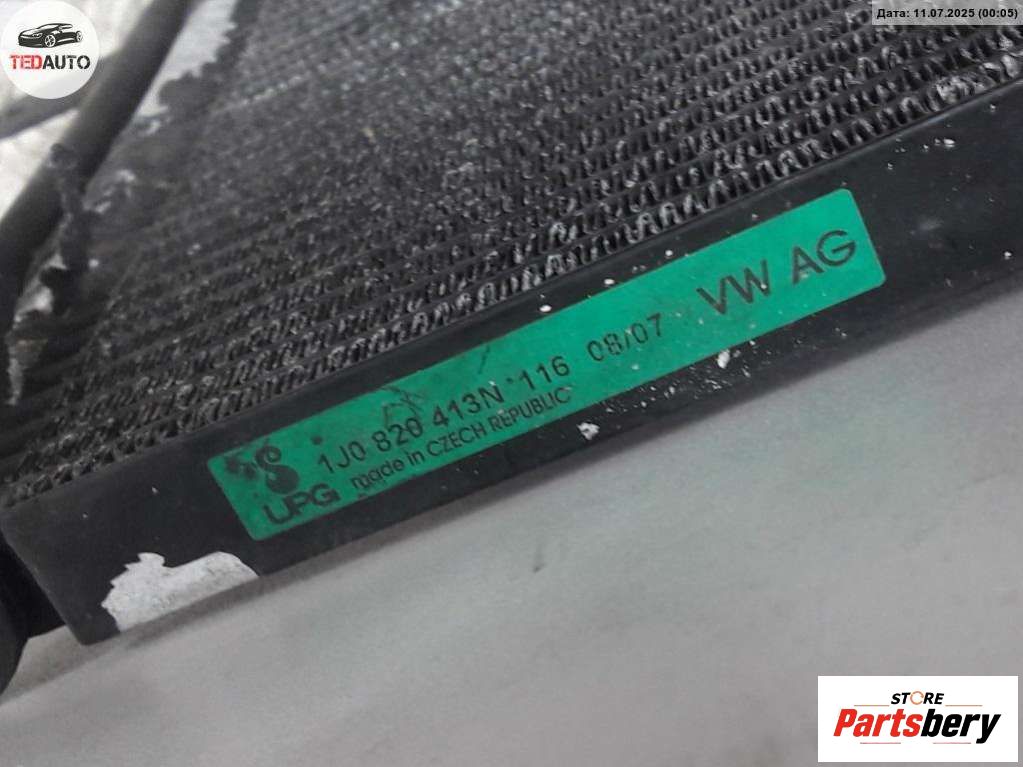 Дата: 11.07.2025 (00:05)
TEDAUTO
1J0 820 413N 116 08/07 VW AG
UPG made in CZECH REPUBLIC
STORE
Partsbery